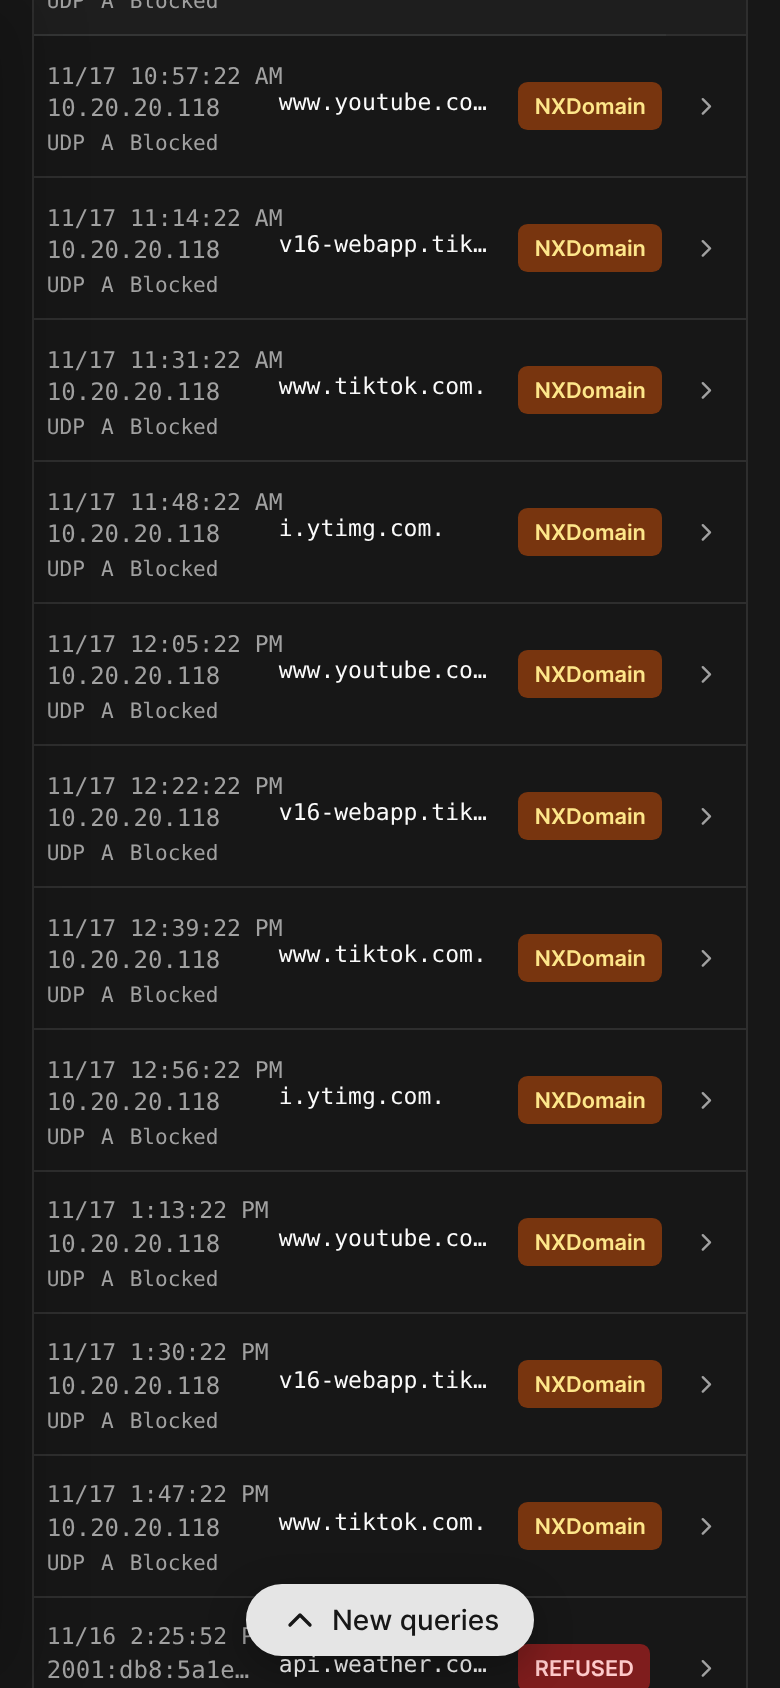 UDP A Blocked
11/17 10:57:22 AM
10.20.20.118
www.youtube.co…
NXDomain
UDP A Blocked
11/17 11:14:22 AM
10.20.20.118
v16-webapp.tik…
NXDomain
UDP A Blocked
11/17 11:31:22 AM
10.20.20.118
www.tiktok.com.
NXDomain
UDP A Blocked
11/17 11:48:22 AM
10.20.20.118
i.ytimg.com.
NXDomain
UDP A Blocked
11/17 12:05:22 PM
10.20.20.118
www.youtube.co…
NXDomain
UDP A Blocked
11/17 12:22:22 PM
10.20.20.118
v16-webapp.tik…
NXDomain
UDP A Blocked
11/17 12:39:22 PM
10.20.20.118
www.tiktok.com.
NXDomain
UDP A Blocked
11/17 12:56:22 PM
10.20.20.118
i.ytimg.com.
NXDomain
UDP A Blocked
11/17 1:13:22 PM
10.20.20.118
www.youtube.co…
NXDomain
UDP A Blocked
11/17 1:30:22 PM
10.20.20.118
v16-webapp.tik…
NXDomain
UDP A Blocked
11/17 1:47:22 PM
10.20.20.118
www.tiktok.com.
NXDomain
UDP A Blocked
New queries
11/16 2:25:52
2001:db8:5a1e…
api.weather.co…
REFUSED